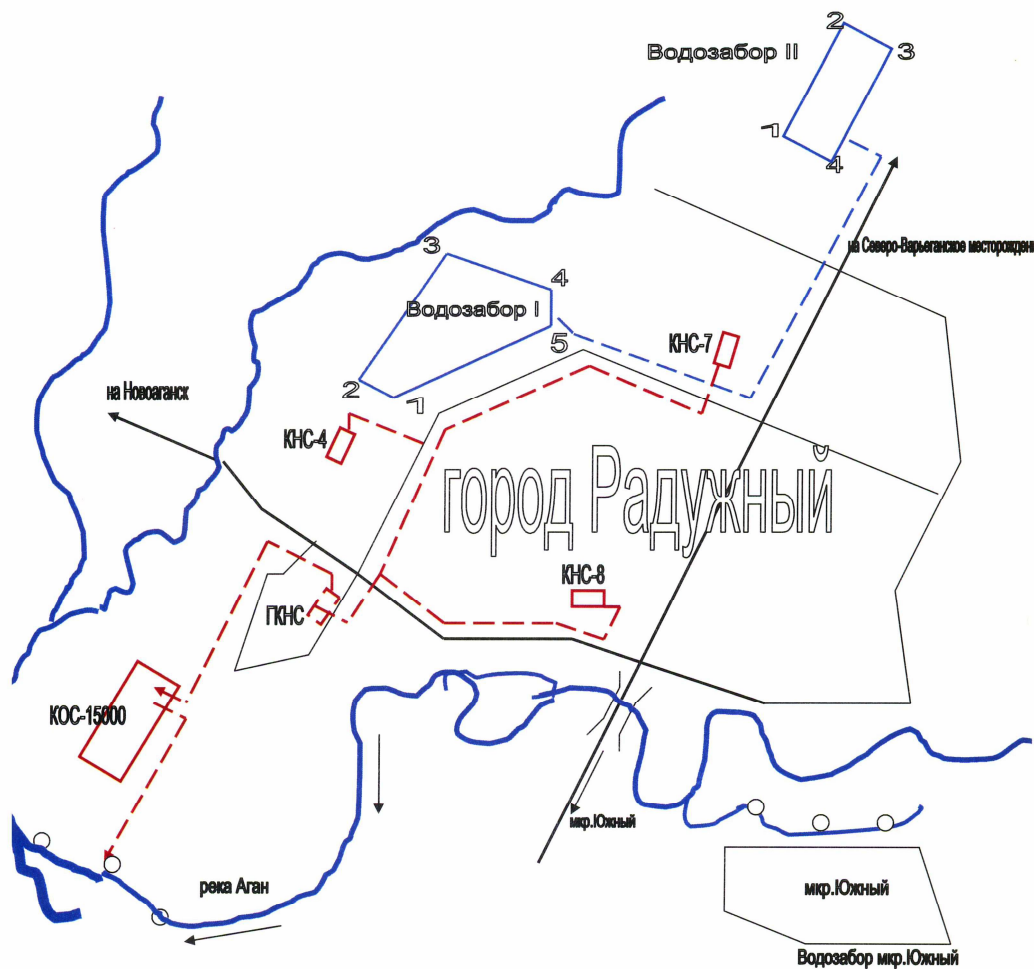 2
Водозабор II
3
1
4
на Северо-Варьеганское месторождени
3
4
Водозабор I
5
КНС-7
на Новоаганск
2
1
КНС-4
город Радужный
КНС-8
ГКНС
КОС-15000
мкр.Южный
река Аган
мкр.Южный
Водозабор мкр.Южный